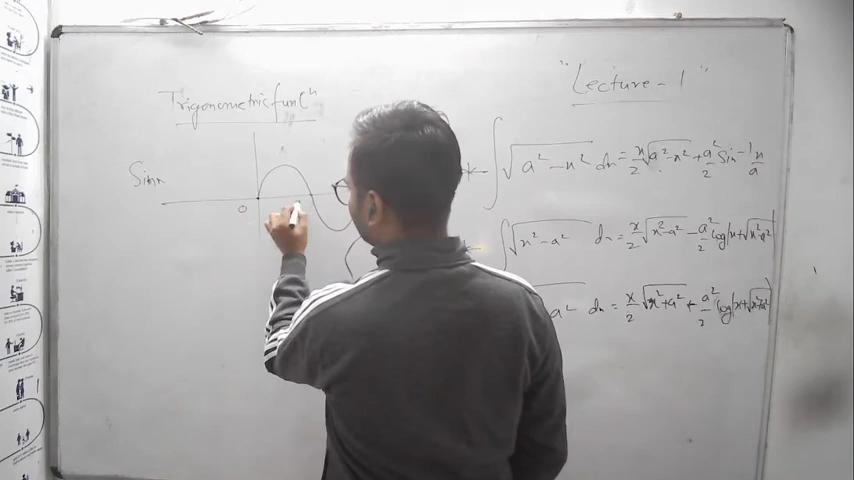 "Lecture - 1"
Trigonometric funCⁿ
Sinx
0
* ∫ √(a² - x²) dx = x/2 √(a² - x²) + a²/2 Sin⁻¹ x/a
∫ √(x² - a²) dx = x/2 √(x² - a²) - a²/2 log|x + √(x² - a²)|
a² dx = x/2 √(x² + a²) + a²/2 log|x + √(x² + a²)|